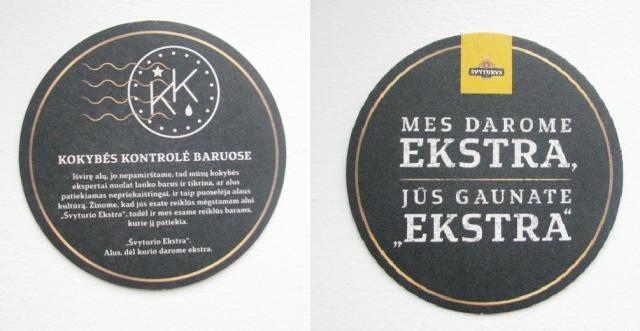 KK
KOKYBĖS KONTROLĖ BARUOSE
Išvirę alų, jo nepamirštame, tad mūsų kokybės
ekspertai nuolat lanko barus ir tikrina, ar alus
patiekiamas nepriekaištingai, ir taip puoselėja alaus
kultūrą. Žinome, kad jūs esate reiklūs mėgstamam alui
„Švyturio Ekstra“, todėl ir mes esame reiklūs barams,
kurie jį patiekia.
„Švyturio Ekstra“.
Alus, dėl kurio darome ekstra.
ŠVYTURYS
MES DAROME
EKSTRA,
JŪS GAUNATE
„EKSTRA“